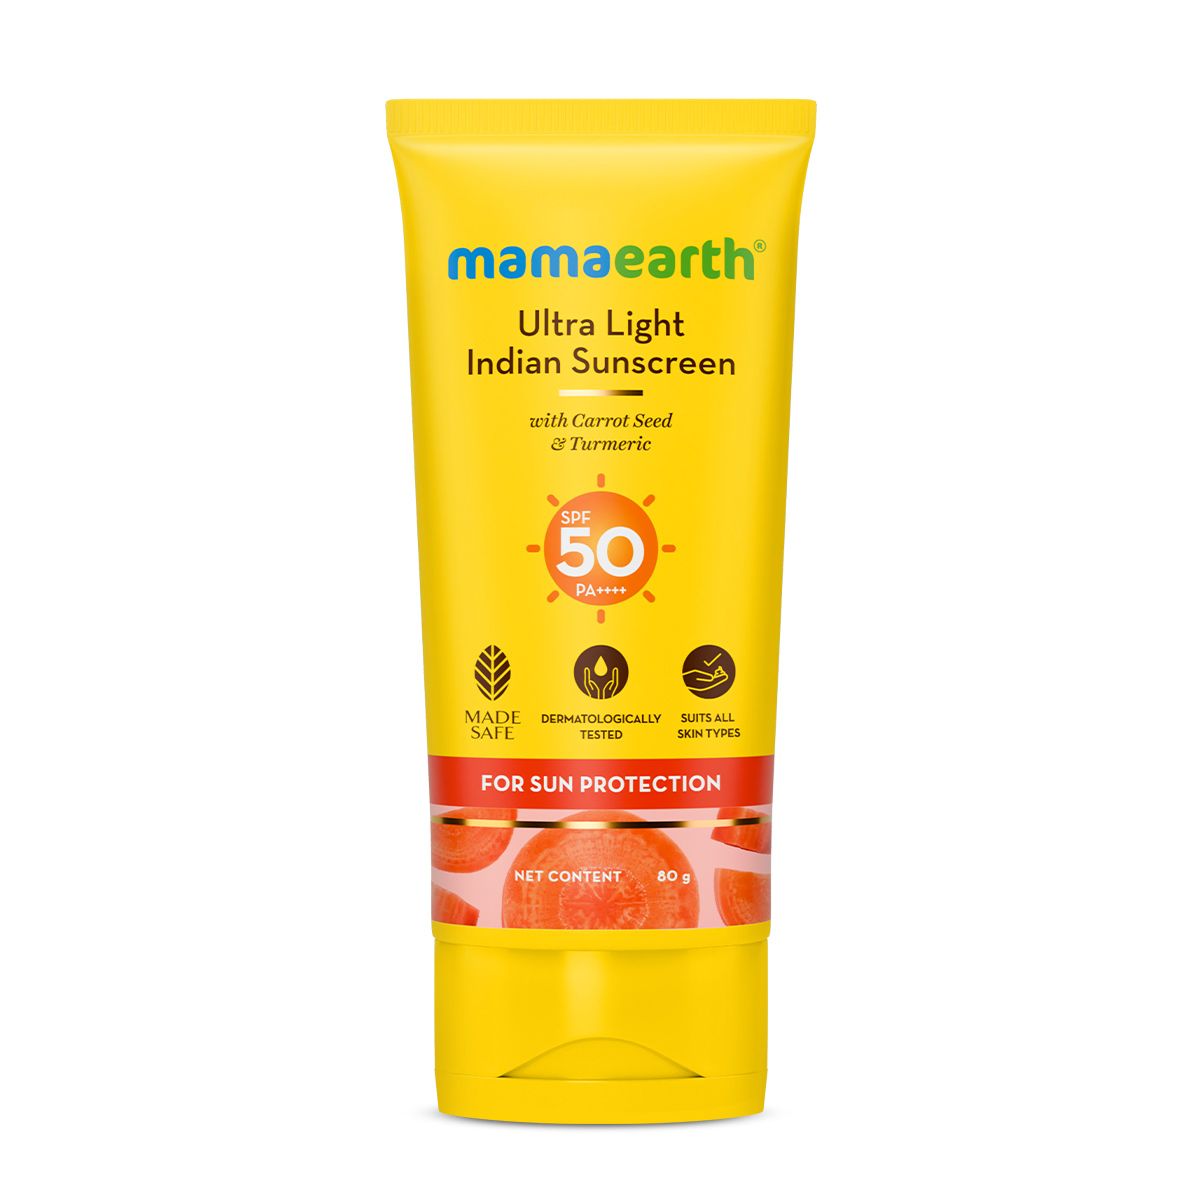 mamaearth®
Ultra Light
Indian Sunscreen
with Carrot Seed
& Turmeric
SPF
50
PA++++
MADE
SAFE
DERMATOLOGICALLY
TESTED
SUITS ALL
SKIN TYPES
FOR SUN PROTECTION
NET CONTENT 80 g